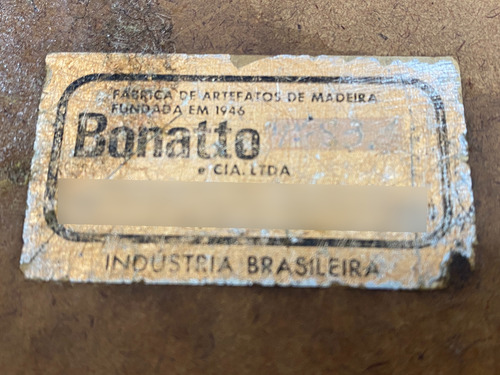 FÁBRICA DE ARTEFATOS DE MADEIRA
FUNDADA EM 1946
Bonatto
e CIA. LTDA
INDÚSTRIA BRASILEIRA